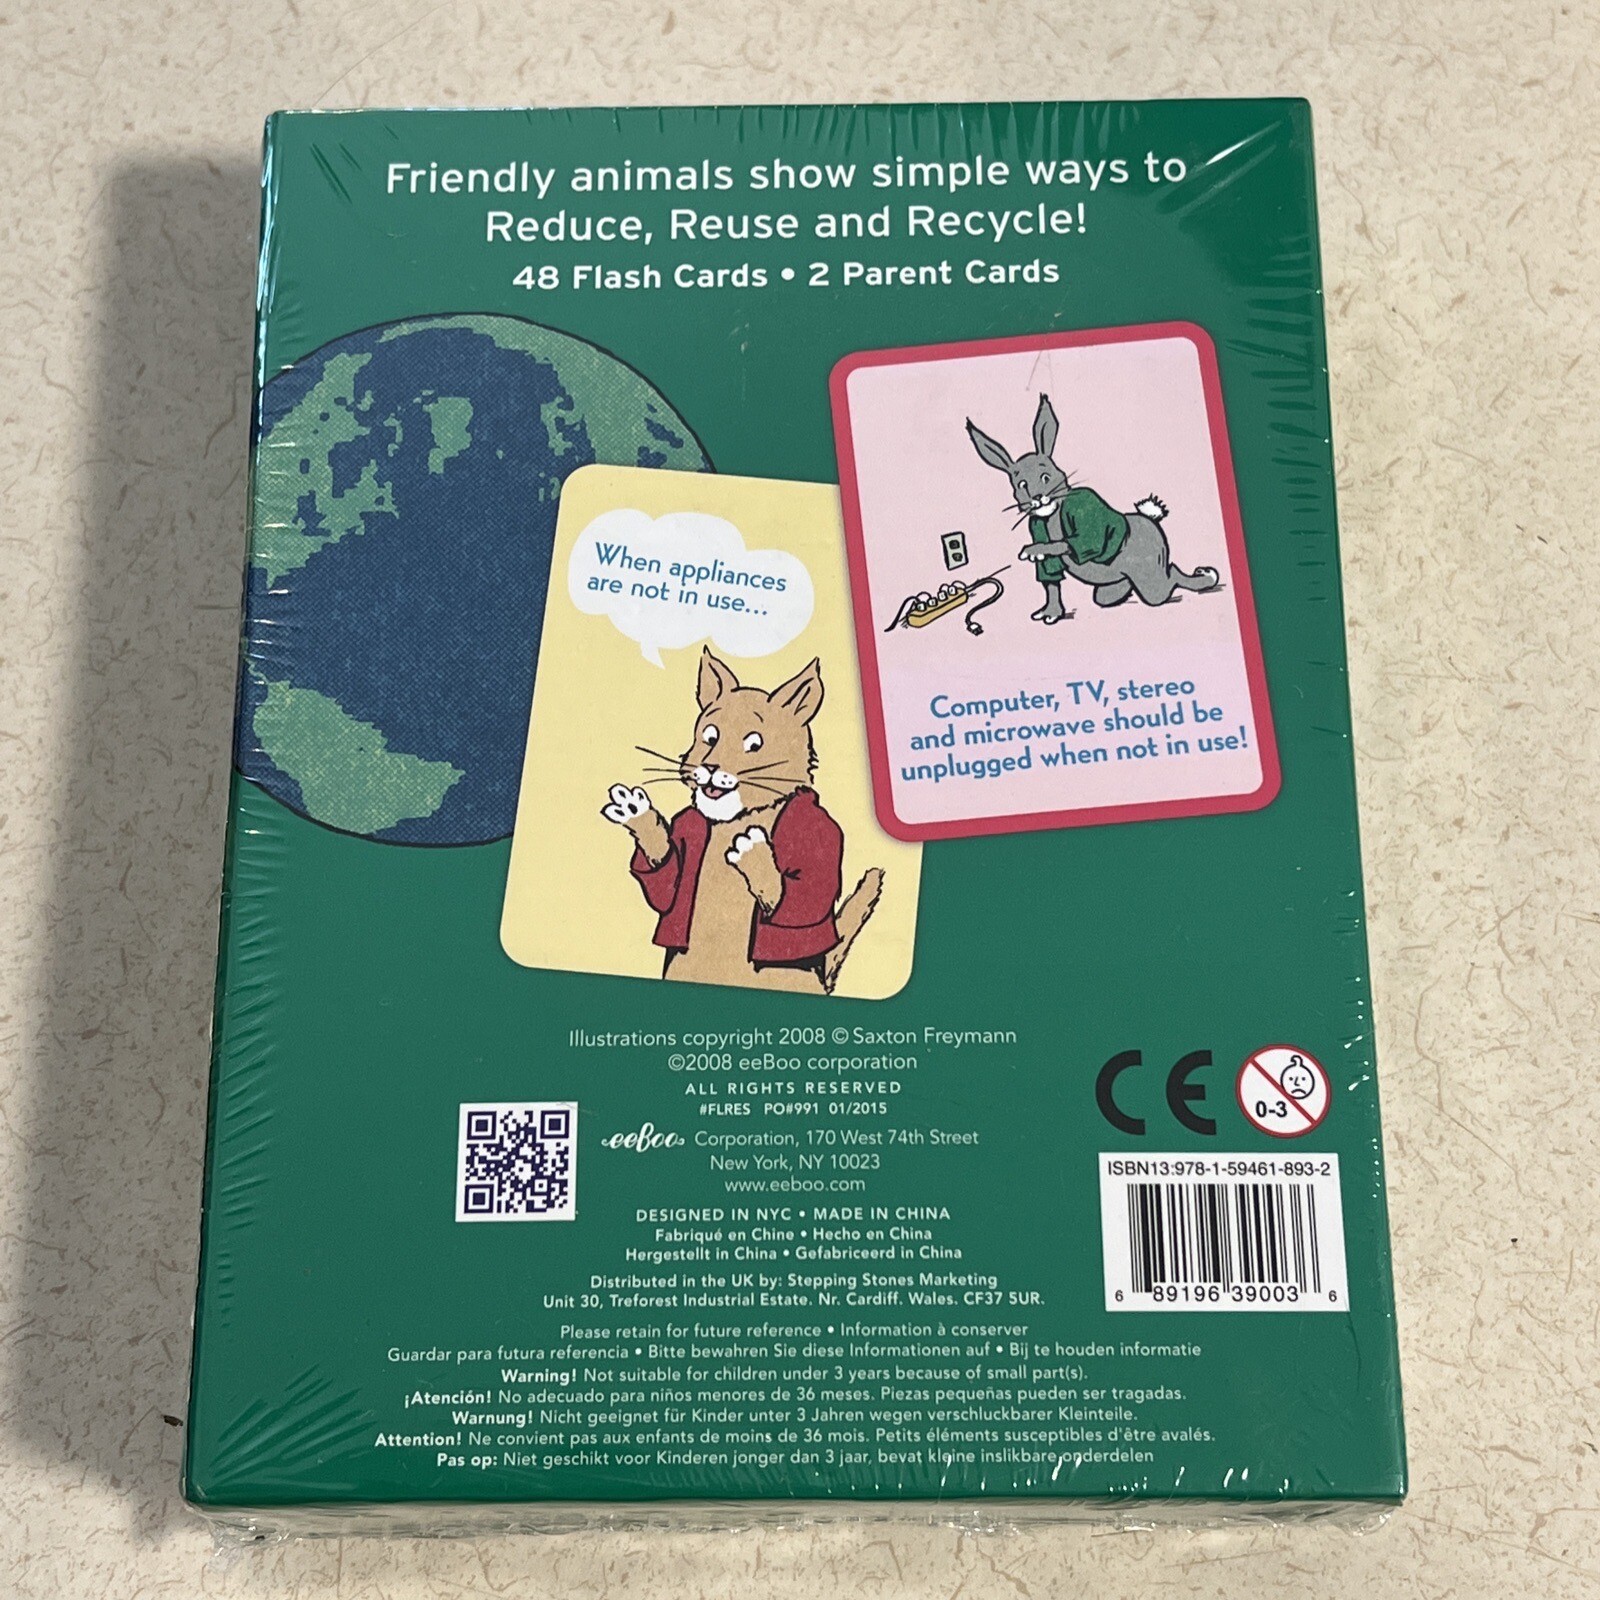 Friendly animals show simple ways to
Reduce, Reuse and Recycle!
48 Flash Cards • 2 Parent Cards
When appliances
are not in use...
Computer, TV, stereo
and microwave should be
unplugged when not in use!
Illustrations copyright 2008 © Saxton Freymann
©2008 eeBoo corporation
ALL RIGHTS RESERVED
#FLRES PO#991 01/2015
eeBoo Corporation, 170 West 74th Street
New York, NY 10023
www.eeboo.com
DESIGNED IN NYC • MADE IN CHINA
Fabriqué en Chine • Hecho en China
Hergestellt in China • Gefabriceerd in China
Distributed in the UK by: Stepping Stones Marketing
Unit 30, Treforest Industrial Estate. Nr. Cardiff. Wales. CF37 5UR.
CE
0-3
ISBN13:978-1-59461-893-2
6 89196 39003 6
Please retain for future reference • Information à conserver
Guardar para futura referencia • Bitte bewahren Sie diese Informationen auf • Bij te houden informatie
Warning! Not suitable for children under 3 years because of small part(s).
¡Atención! No adecuado para niños menores de 36 meses. Piezas pequeñas pueden ser tragadas.
Warnung! Nicht geeignet für Kinder unter 3 Jahren wegen verschluckbarer Kleinteile.
Attention! Ne convient pas aux enfants de moins de 36 mois. Petits éléments susceptibles d'être avalés.
Pas op: Niet geschikt voor Kinderen jonger dan 3 jaar, bevat kleine inslikbare onderdelen